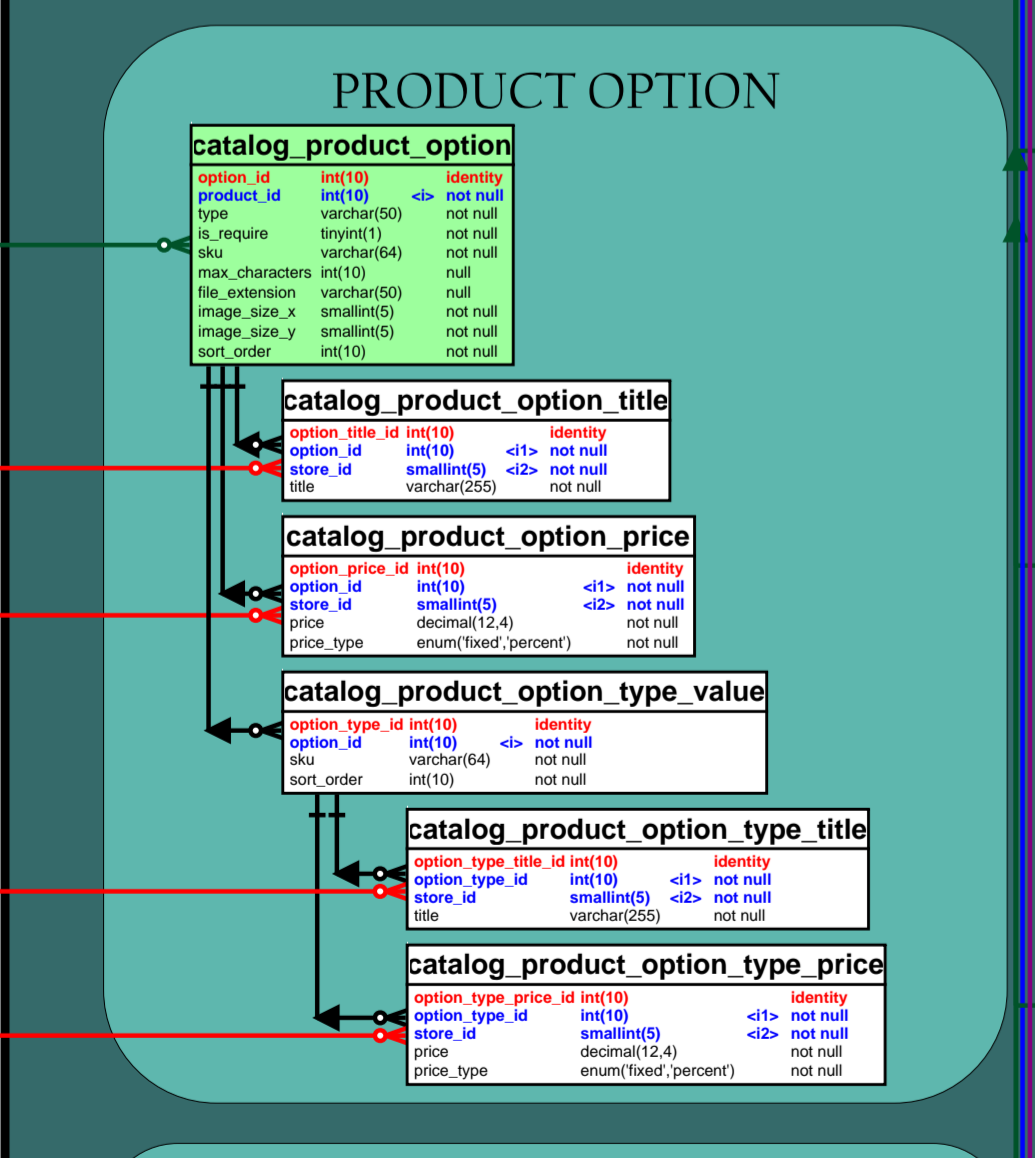 PRODUCT OPTION
catalog_product_option
option_id int(10) identity
product_id int(10) <i> not null
type varchar(50) not null
is_require tinyint(1) not null
sku varchar(64) not null
max_characters int(10) null
file_extension varchar(50) null
image_size_x smallint(5) not null
image_size_y smallint(5) not null
sort_order int(10) not null
catalog_product_option_title
option_title_id int(10) identity
option_id int(10) <i1> not null
store_id smallint(5) <i2> not null
title varchar(255) not null
catalog_product_option_price
option_price_id int(10) identity
option_id int(10) <i1> not null
store_id smallint(5) <i2> not null
price decimal(12,4) not null
price_type enum('fixed','percent') not null
catalog_product_option_type_value
option_type_id int(10) identity
option_id int(10) <i> not null
sku varchar(64) not null
sort_order int(10) not null
catalog_product_option_type_title
option_type_title_id int(10) identity
option_type_id int(10) <i1> not null
store_id smallint(5) <i2> not null
title varchar(255) not null
catalog_product_option_type_price
option_type_price_id int(10) identity
option_type_id int(10) <i1> not null
store_id smallint(5) <i2> not null
price decimal(12,4) not null
price_type enum('fixed','percent') not null